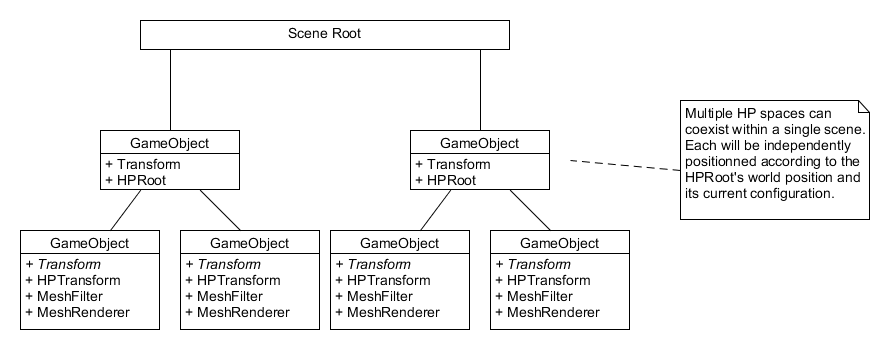 Scene Root
GameObject
+ Transform
+ HPRoot
GameObject
+ Transform
+ HPRoot
Multiple HP spaces can
coexist within a single scene.
Each will be independently
positionned according to the
HPRoot's world position and
its current configuration.
GameObject
+ Transform
+ HPTransform
+ MeshFilter
+ MeshRenderer
GameObject
+ Transform
+ HPTransform
+ MeshFilter
+ MeshRenderer
GameObject
+ Transform
+ HPTransform
+ MeshFilter
+ MeshRenderer
GameObject
+ Transform
+ HPTransform
+ MeshFilter
+ MeshRenderer